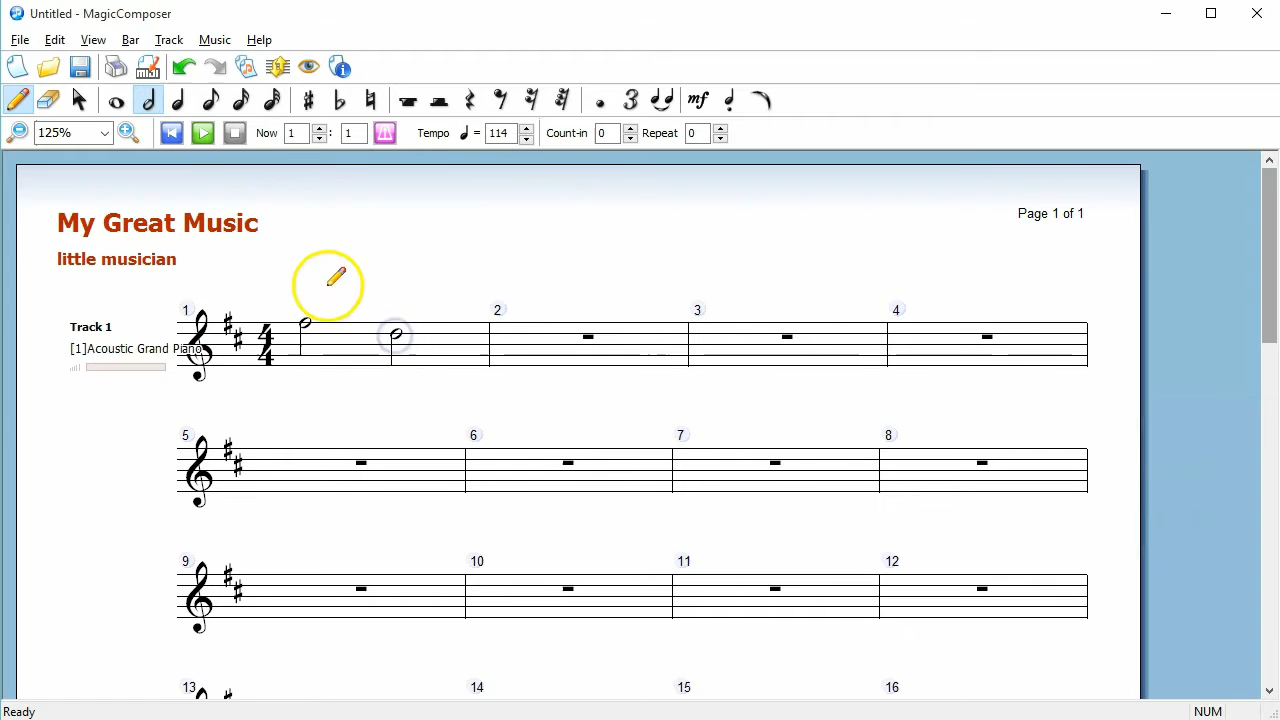 Untitled - MagicComposer
File Edit View Bar Track Music Help
3 mf
125% Now 1 : 1 Tempo = 114 Count-in 0 Repeat 0
My Great Music
Page 1 of 1
little musician
1 2 3 4
Track 1
4
4
[1]Acoustic Grand Piano
5 6 7 8
9 10 11 12
13 14 15 16
Ready NUM